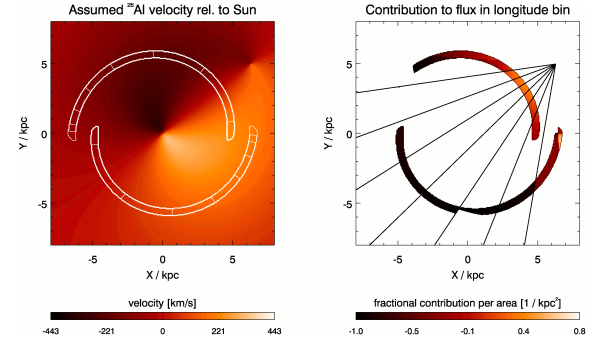 Assumed ²⁶Al velocity rel. to Sun
Contribution to flux in longitude bin
Y / kpc
5
0
-5
-5
0
5
X / kpc
Y / kpc
5
0
-5
-5
0
5
X / kpc
velocity [km/s]
-443 -221 0 221 443
fractional contribution per area [1 / kpc²]
-1.0 -0.5 -0.1 0.4 0.8